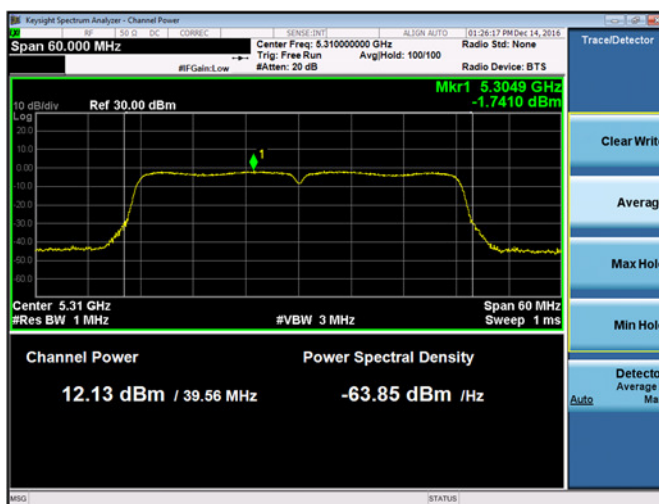 Keysight Spectrum Analyzer - Channel Power
RF 50 Ω DC CORREC SENSE:INT ALIGN AUTO 01:26:17 PM Dec 14, 2016
Span 60.000 MHz
Center Freq: 5.310000000 GHz
Radio Std: None
Trig: Free Run Avg|Hold: 100/100
#IFGain:Low #Atten: 20 dB Radio Device: BTS
Trace/Detector
Mkr1 5.3049 GHz
-1.7410 dBm
10 dB/div Ref 30.00 dBm
Log
20.0
10.0
0.00
-10.0
-20.0
-30.0
-40.0
-50.0
-60.0
1
Center 5.31 GHz Span 60 MHz
#Res BW 1 MHz #VBW 3 MHz Sweep 1 ms
Channel Power
Power Spectral Density
12.13 dBm / 39.56 MHz
-63.85 dBm /Hz
Clear Writ
Averag
Max Hol
Min Hol
Detecto
Average
Auto Ma
MSG STATUS